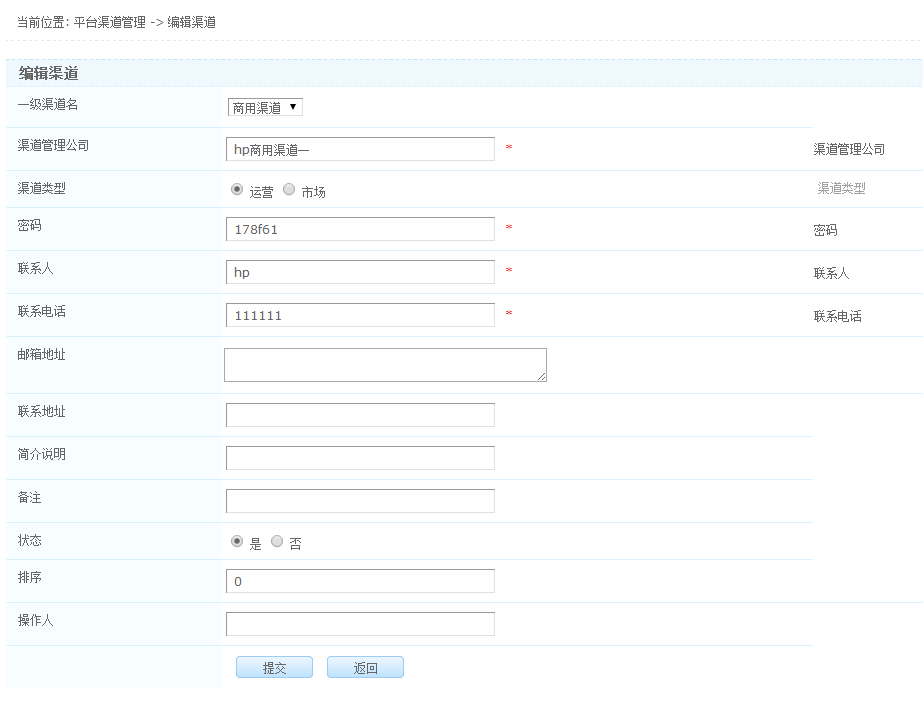 当前位置: 平台渠道管理 -> 编辑渠道
编辑渠道
一级渠道名 商用渠道
渠道管理公司 hp商用渠道一 * 渠道管理公司
渠道类型 运营 市场 渠道类型
密码 178f61 * 密码
联系人 hp * 联系人
联系电话 111111 * 联系电话
邮箱地址
联系地址
简介说明
备注
状态 是 否
排序 0
操作人
提交 返回